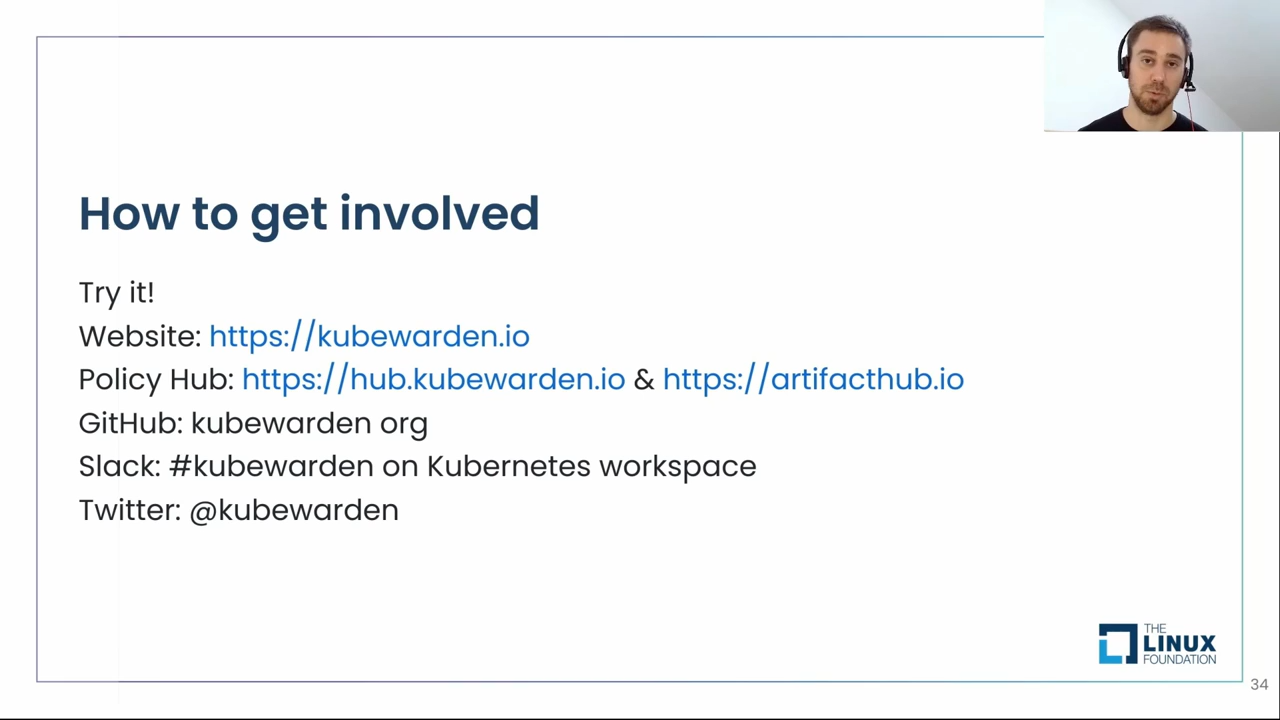 How to get involved
Try it!
Website: https://kubewarden.io
Policy Hub: https://hub.kubewarden.io & https://artifacthub.io
GitHub: kubewarden org
Slack: #kubewarden on Kubernetes workspace
Twitter: @kubewarden
THE
LINUX
FOUNDATION
34